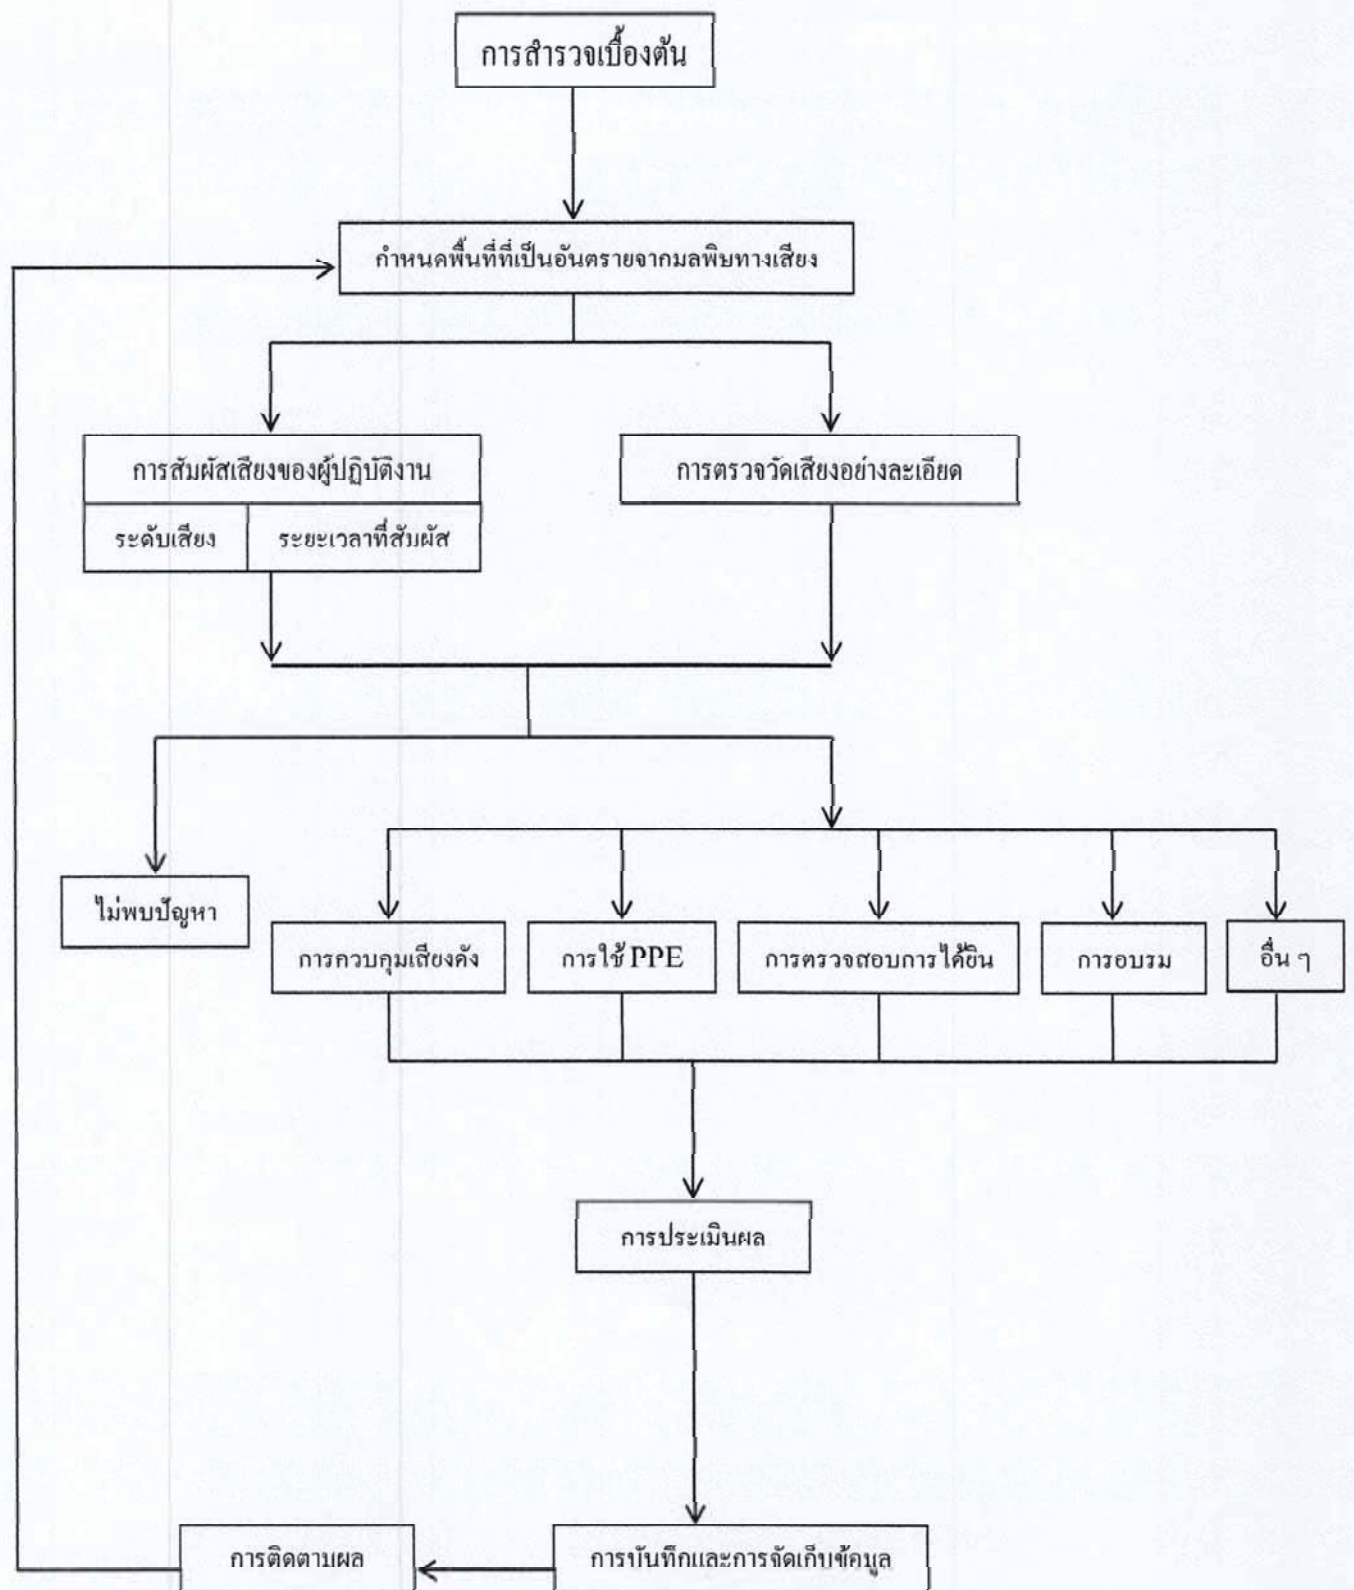 การสำรวจเบื้องต้น
กำหนดพื้นที่ที่เป็นอันตรายจากมลพิษทางเสียง
การสัมผัสเสียงของผู้ปฏิบัติงาน
การตรวจวัดเสียงอย่างละเอียด
ระดับเสียง
ระยะเวลาที่สัมผัส
ไม่พบปัญหา
การควบคุมเสียงดัง
การใช้ PPE
การตรวจสอบการได้ยิน
การอบรม
อื่น ๆ
การประเมินผล
การติดตามผล
การบันทึกและการจัดเก็บข้อมูล